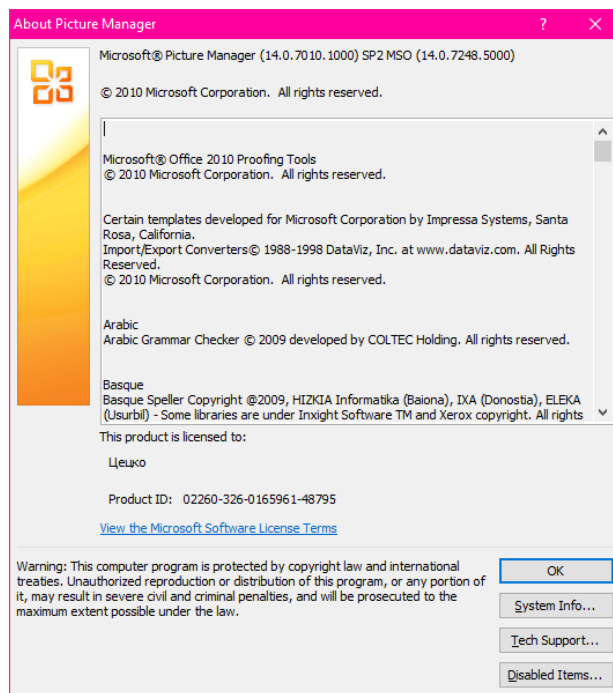 About Picture Manager
Microsoft® Picture Manager (14.0.7010.1000) SP2 MSO (14.0.7248.5000)
© 2010 Microsoft Corporation.  All rights reserved.
Microsoft® Office 2010 Proofing Tools
© 2010 Microsoft Corporation.  All rights reserved.
Certain templates developed for Microsoft Corporation by Impressa Systems, Santa
Rosa, California.
Import/Export Converters© 1988-1998 DataViz, Inc. at www.dataviz.com. All Rights
Reserved.
© 2010 Microsoft Corporation.  All rights reserved.
Arabic
Arabic Grammar Checker © 2009 developed by COLTEC Holding. All rights reserved.
Basque
Basque Speller Copyright @2009, HIZKIA Informatika (Baiona), IXA (Donostia), ELEKA
(Usurbil) - Some libraries are under Inxight Software TM and Xerox copyright. All rights
This product is licensed to:
Цецко
Product ID:  02260-326-0165961-48795
View the Microsoft Software License Terms
Warning: This computer program is protected by copyright law and international
treaties. Unauthorized reproduction or distribution of this program, or any portion of
it, may result in severe civil and criminal penalties, and will be prosecuted to the
maximum extent possible under the law.
OK
System Info...
Tech Support...
Disabled Items...